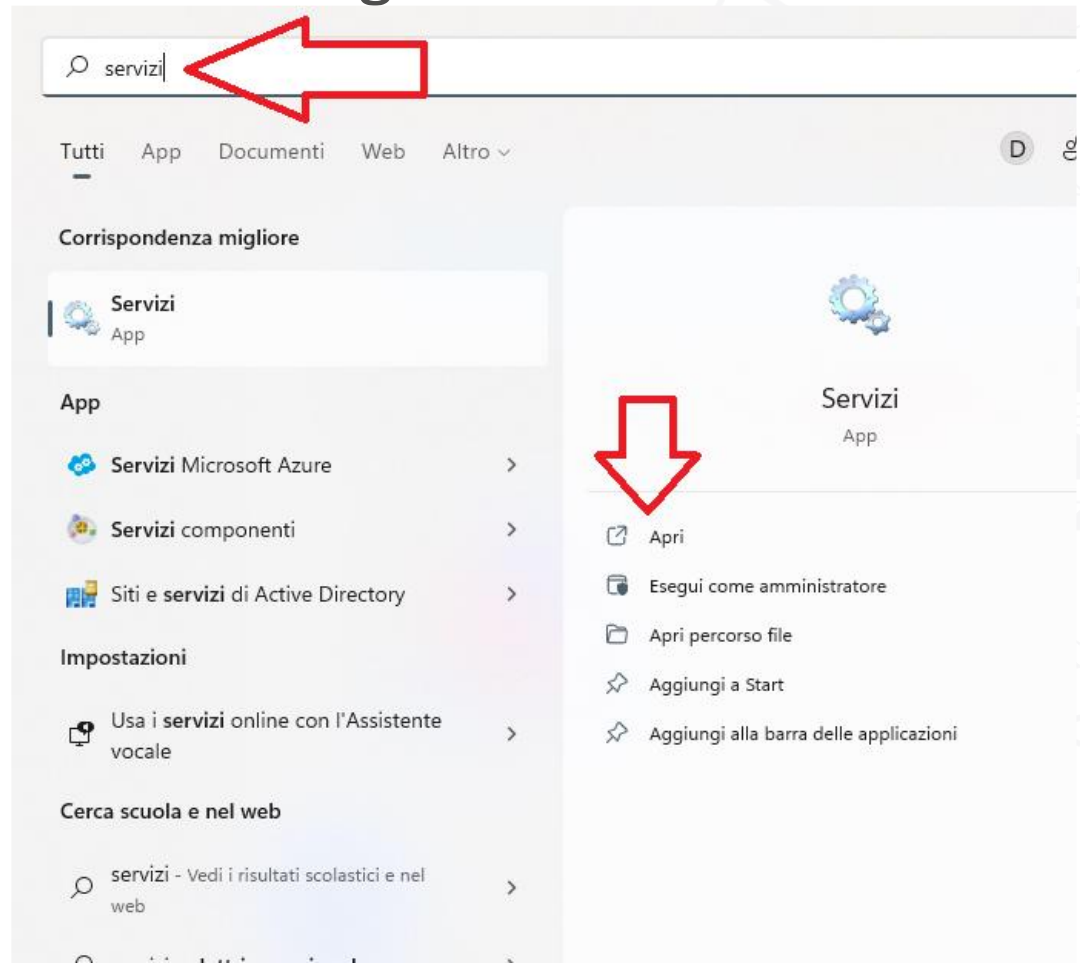 servizi
Tutti App Documenti Web Altro
D
Corrispondenza migliore
Servizi
App
App
Servizi Microsoft Azure
Servizi componenti
Siti e servizi di Active Directory
Impostazioni
Usa i servizi online con l'Assistente
vocale
Cerca scuola e nel web
servizi - Vedi i risultati scolastici e nel
web
Servizi
App
Apri
Esegui come amministratore
Apri percorso file
Aggiungi a Start
Aggiungi alla barra delle applicazioni